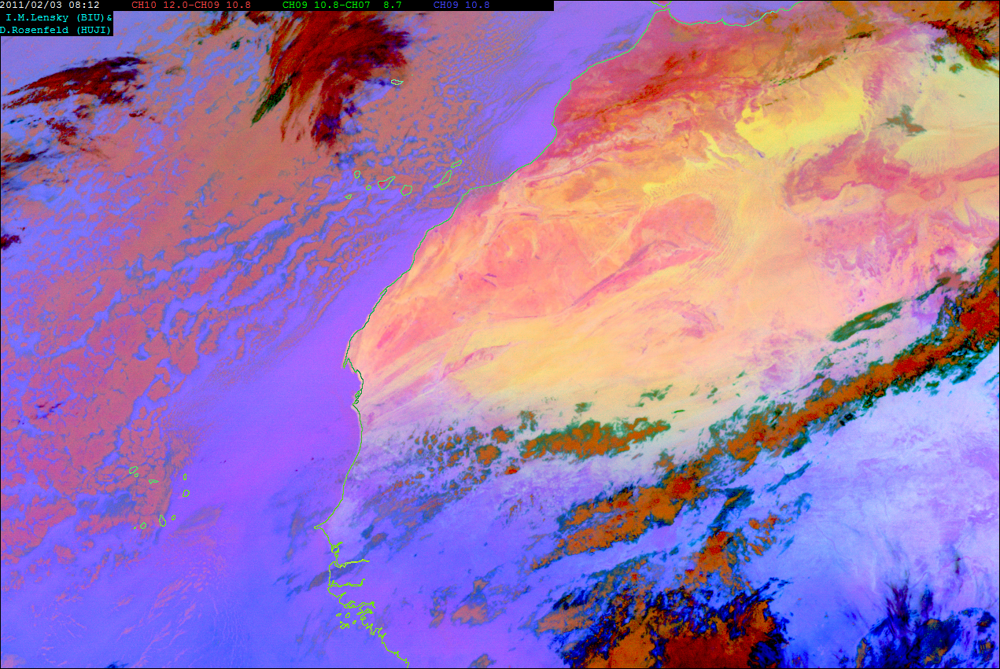 2011/02/03 08:12 CH10 12.0-CH09 10.8 CH09 10.8-CH07 8.7 CH09 10.8
I.M.Lensky (BIU)&
D.Rosenfeld (HUJI)